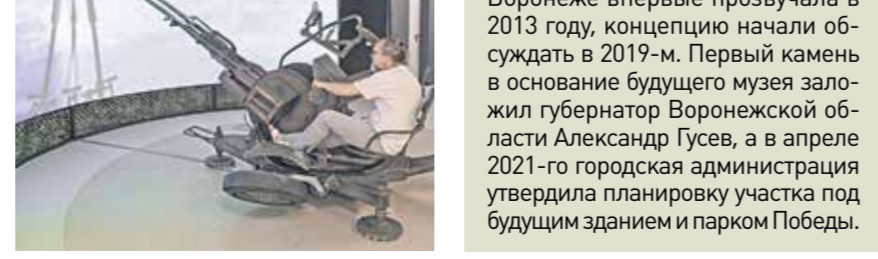 Воронеже впервые прозвучала в
2013 году, концепцию начали об-
суждать в 2019-м. Первый камень
в основание будущего музея зало-
жил губернатор Воронежской об-
ласти Александр Гусев, а в апреле
2021-го городская администрация
утвердила планировку участка под
будущим зданием и парком Победы.